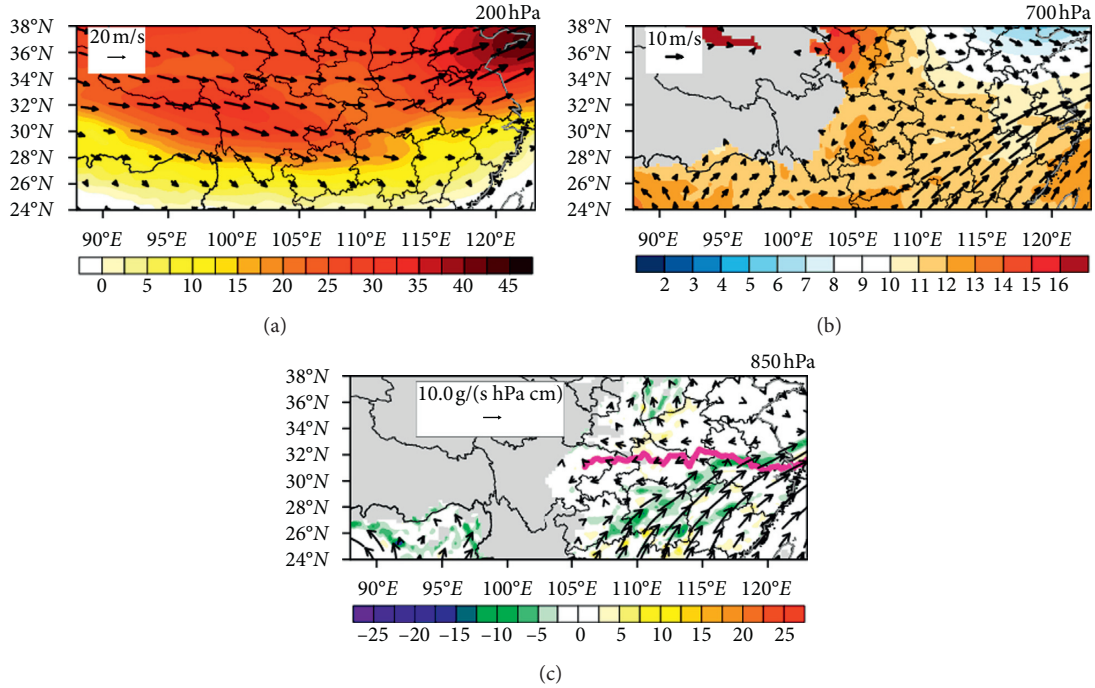 200 hPa
38°N
36°N
34°N
32°N
30°N
28°N
26°N
24°N
20 m/s
90°E 95°E 100°E 105°E 110°E 115°E 120°E
0 5 10 15 20 25 30 35 40 45
(a)
700 hPa
38°N
36°N
34°N
32°N
30°N
28°N
26°N
24°N
10 m/s
90°E 95°E 100°E 105°E 110°E 115°E 120°E
2 3 4 5 6 7 8 9 10 11 12 13 14 15 16
(b)
850 hPa
38°N
36°N
34°N
32°N
30°N
28°N
26°N
24°N
10.0 g/(s hPa cm)
90°E 95°E 100°E 105°E 110°E 115°E 120°E
−25 −20 −15 −10 −5 0 5 10 15 20 25
(c)